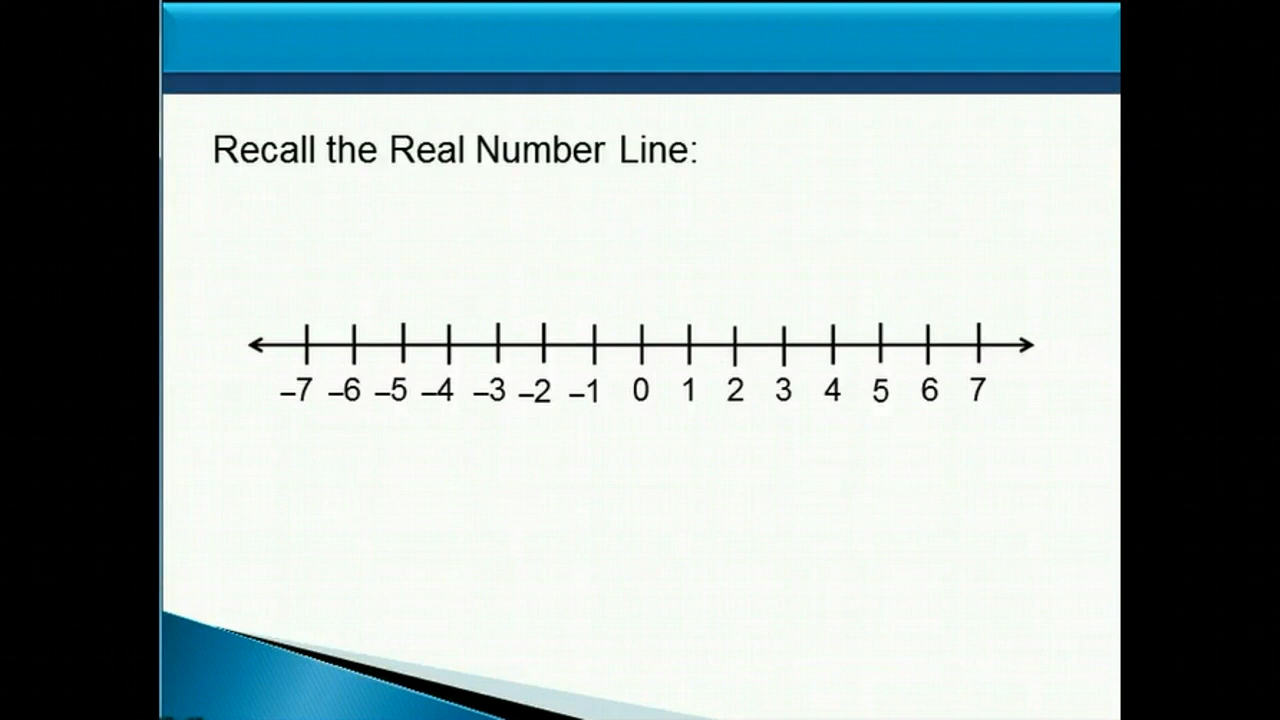 Recall the Real Number Line:
–7 –6 –5 –4 –3 –2 –1 0 1 2 3 4 5 6 7